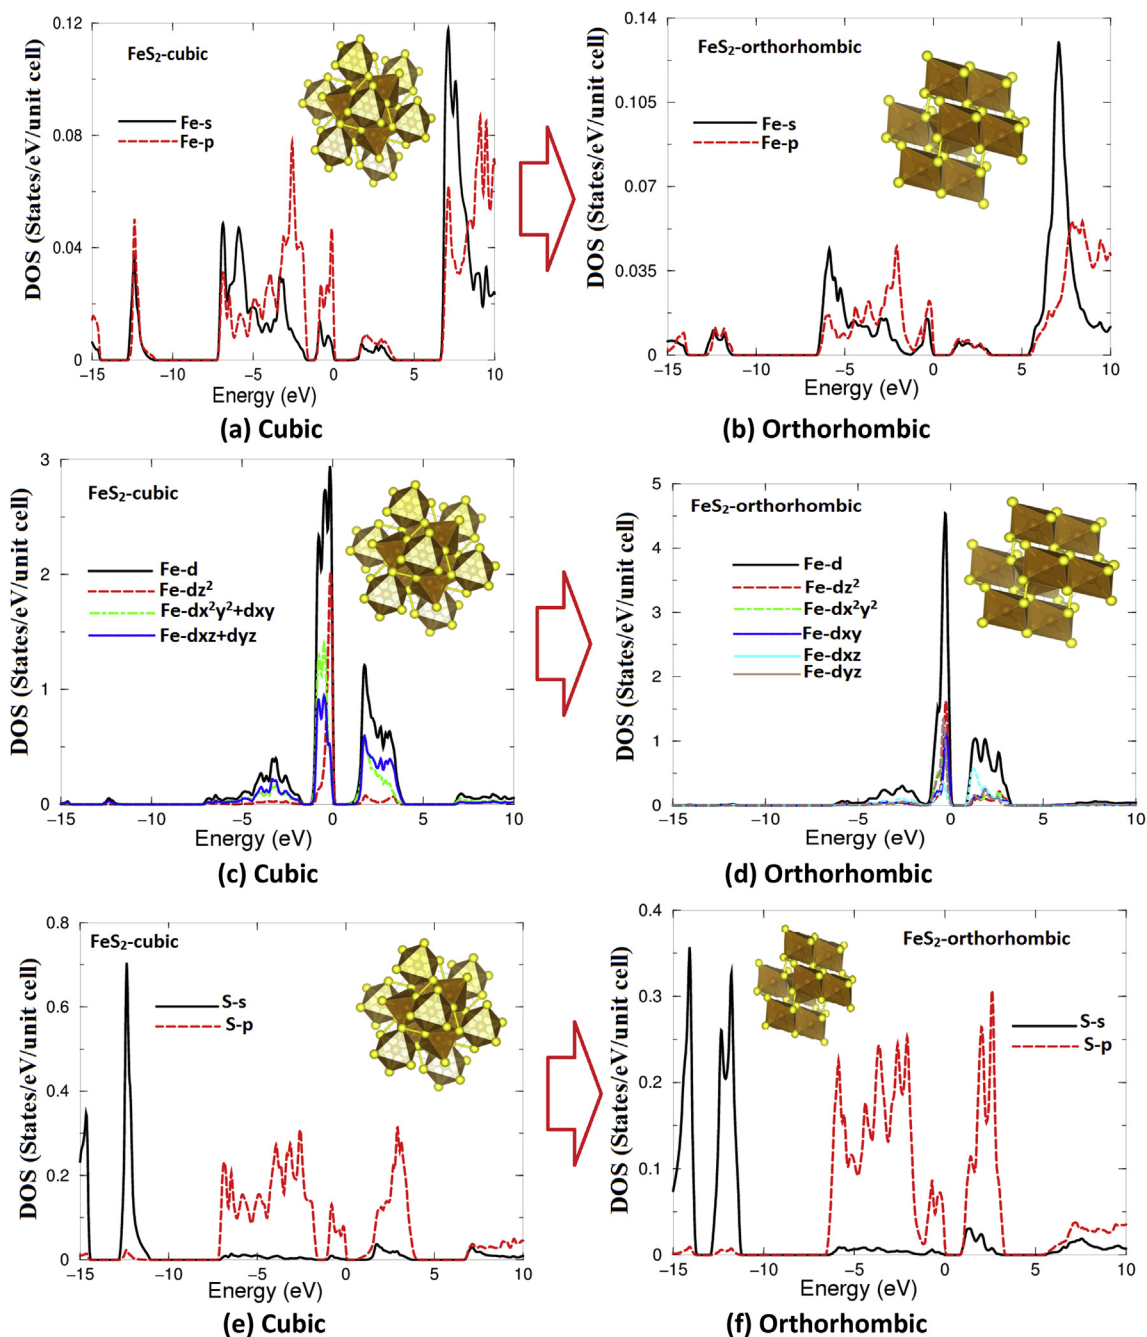 DOS (States/eV/unit cell)
0.12
0.08
0.04
0
FeS₂-cubic
Fe-s
Fe-p
−15
−10
−5
0
5
10
Energy (eV)
(a) Cubic
DOS (States/eV/unit cell)
0.14
0.105
0.07
0.035
0
FeS₂-orthorhombic
Fe-s
Fe-p
−15
−10
−5
0
5
10
Energy (eV)
(b) Orthorhombic
DOS (States/eV/unit cell)
3
2
1
0
FeS₂-cubic
Fe-d
Fe-dz²
Fe-dx²y²+dxy
Fe-dxz+dyz
−15
−10
−5
0
5
10
Energy (eV)
(c) Cubic
DOS (States/eV/unit cell)
5
4
3
2
1
0
FeS₂-orthorhombic
Fe-d
Fe-dz²
Fe-dx²y²
Fe-dxy
Fe-dxz
Fe-dyz
−15
−10
−5
0
5
10
Energy (eV)
(d) Orthorhombic
DOS (States/eV/unit cell)
0.8
0.6
0.4
0.2
0
FeS₂-cubic
S-s
S-p
−15
−10
−5
0
5
10
Energy (eV)
(e) Cubic
DOS (States/eV/unit cell)
0.4
0.3
0.2
0.1
0
FeS₂-orthorhombic
S-s
S-p
−15
−10
−5
0
5
10
Energy (eV)
(f) Orthorhombic